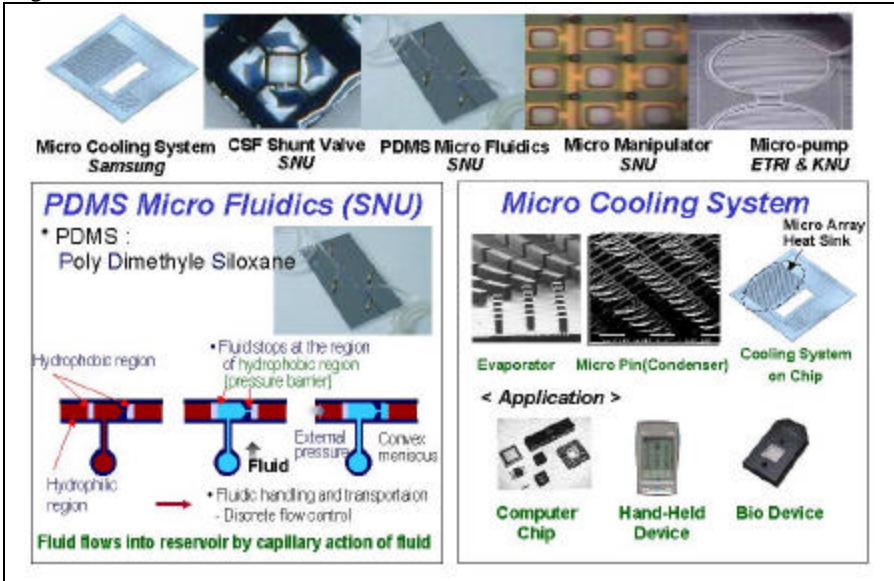 Micro Cooling System
Samsung
CSF Shunt Valve
SNU
PDMS Micro Fluidics
SNU
Micro Manipulator
SNU
Micro-pump
ETRI & KNU
PDMS Micro Fluidics (SNU)
* PDMS :
Poly Dimethyle Siloxane
Hydrophobic region
• Fluid stops at the region
of hydrophobic region
(pressure barrier)
External
pressure
Convex
meniscus
Fluid
Hydrophilic
region
• Fluidic handling and transportaion
- Discrete flow control
Fluid flows into reservoir by capillary action of fluid
Micro Cooling System
Micro Array
Heat Sink
Evaporator
Micro Pin(Condenser)
Cooling System
on Chip
< Application >
Computer
Chip
Hand-Held
Device
Bio Device